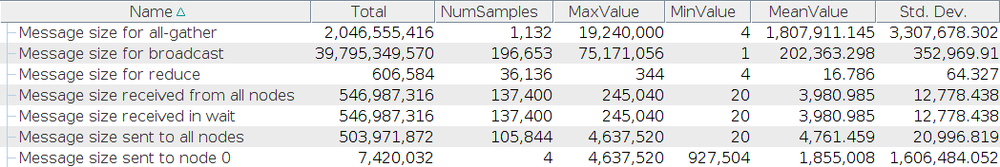 Name Total NumSamples MaxValue MinValue MeanValue Std. Dev.
Message size for all-gather 2,046,555,416 1,132 19,240,000 4 1,807,911.145 3,307,678.302
Message size for broadcast 39,795,349,570 196,653 75,171,056 1 202,363.298 352,969.91
Message size for reduce 606,584 36,136 344 4 16.786 64.327
Message size received from all nodes 546,987,316 137,400 245,040 20 3,980.985 12,778.438
Message size received in wait 546,987,316 137,400 245,040 20 3,980.985 12,778.438
Message size sent to all nodes 503,971,872 105,844 4,637,520 20 4,761.459 20,996.819
Message size sent to node 0 7,420,032 4 4,637,520 927,504 1,855,008 1,606,484.052